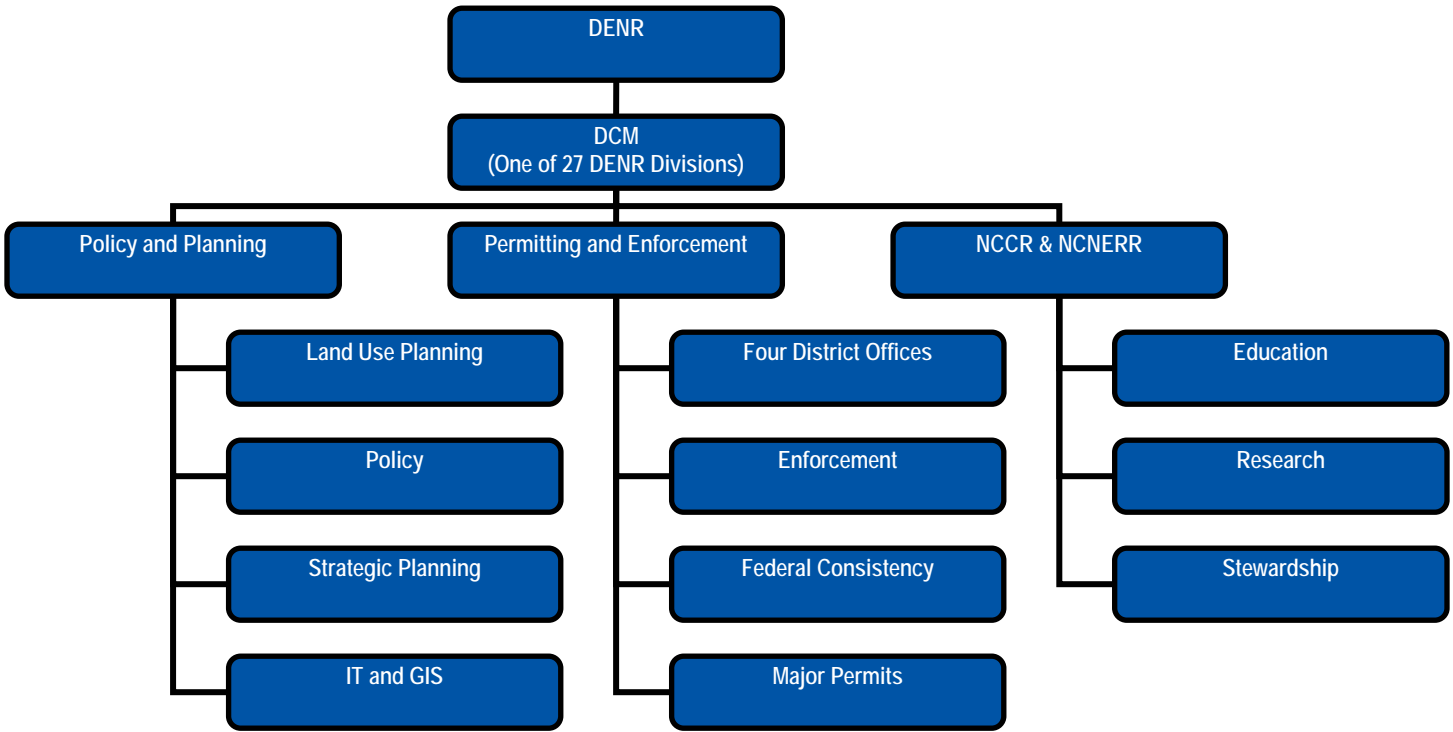 DENR
DCM
(One of 27 DENR Divisions)
Policy and Planning
Permitting and Enforcement
NCCR & NCNERR
Land Use Planning
Four District Offices
Education
Policy
Enforcement
Research
Strategic Planning
Federal Consistency
Stewardship
IT and GIS
Major Permits